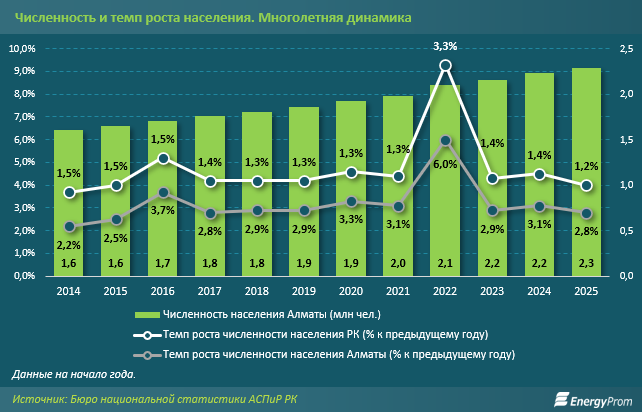 Численность и темп роста населения. Многолетняя динамика
10,0% 3,3% 2,5
9,0%
8,0% 2,0
7,0%
6,0% 1,5% 1,5% 1,5% 1,4% 1,3% 1,3% 1,3% 1,3% 1,4% 1,4% 1,2% 1,5
5,0% 6,0%
4,0% 1,0
3,0% 2,2% 2,5% 3,7% 2,8% 2,9% 2,9% 3,3% 3,1% 2,9% 3,1% 2,8%
2,0% 0,5
1,0% 1,6 1,6 1,7 1,8 1,8 1,9 1,9 2,0 2,1 2,2 2,2 2,3
0,0% 0,0
2014 2015 2016 2017 2018 2019 2020 2021 2022 2023 2024 2025
Численность населения Алматы (млн чел.)
Темп роста численности населения РК (% к предыдущему году)
Темп роста численности населения Алматы (% к предыдущему году)
Данные на начало года.
Источник: Бюро национальной статистики АСПиР РК EnergyProm